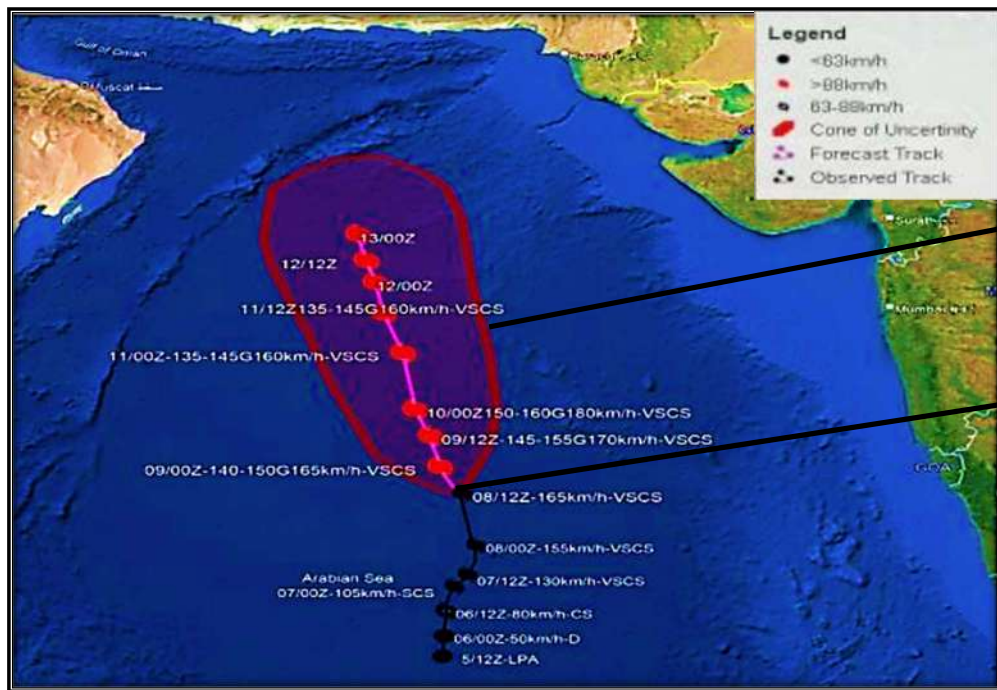 Gulf of Oman
Muscat مسقط
Legend
<63km/h
>88km/h
63-88km/h
Cone of Uncertinity
Forecast Track
Observed Track
13/00Z
12/12Z
12/00Z
11/12Z135-145G160km/h-VSCS
11/00Z-135-145G160km/h-VSCS
10/00Z150-160G180km/h-VSCS
09/12Z-145-155G170km/h-VSCS
09/00Z-140-150G165km/h-VSCS
08/12Z-165km/h-VSCS
08/00Z-155km/h-VSCS
Arabian Sea
07/12Z-130km/h-VSCS
07/00Z-105km/h-SCS
06/12Z-80km/h-CS
06/00Z-50km/h-D
5/12Z-LPA
GOA